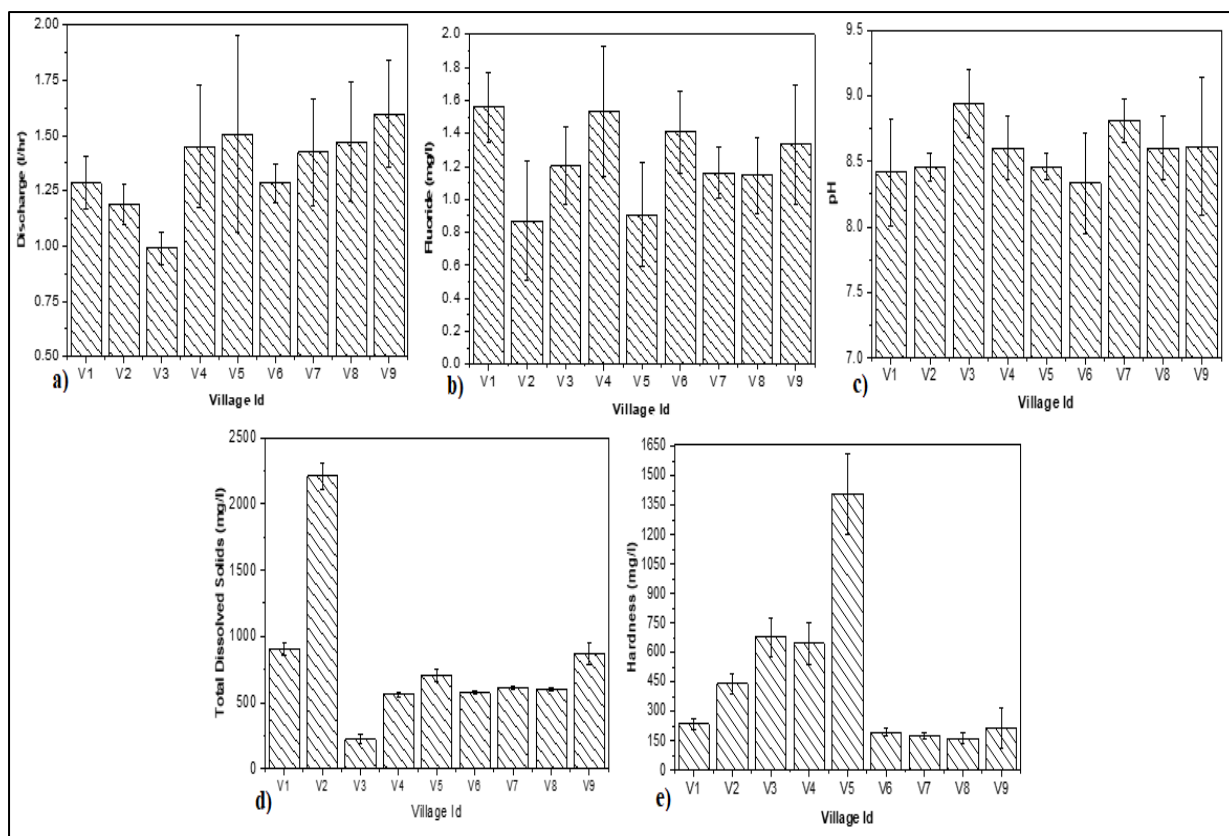 2.00
1.75
1.50
1.25
1.00
0.75
0.50
Discharge (l/hr)
V1 V2 V3 V4 V5 V6 V7 V8 V9
a)
Village Id
2.0
1.8
1.6
1.4
1.2
1.0
0.8
0.6
0.4
0.2
0.0
Fluoride (mg/l)
V1 V2 V3 V4 V5 V6 V7 V8 V9
b)
Village Id
9.5
9.0
8.5
8.0
7.5
7.0
pH
V1 V2 V3 V4 V5 V6 V7 V8 V9
c)
Village Id
2500
2000
1500
1000
500
0
Total Dissolved Solids (mg/l)
V1 V2 V3 V4 V5 V6 V7 V8 V9
d)
Village Id
1650
1500
1350
1200
1050
900
750
600
450
300
150
0
Hardness (mg/l)
V1 V2 V3 V4 V5 V6 V7 V8 V9
e)
Village Id